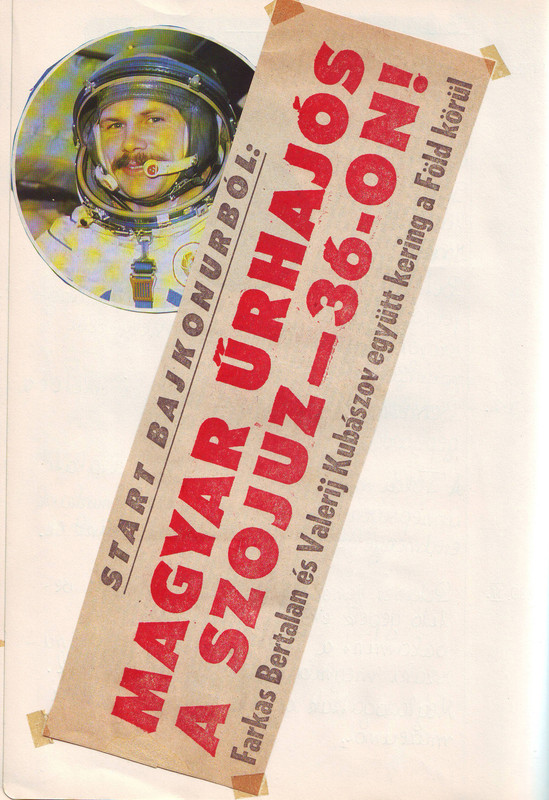 START BAJKONURBÓL:
MAGYAR ŰRHAJÓS
A SZOJUZ—36-ON!
Farkas Bertalan és Valerij Kubászov együtt kering a Föld körül